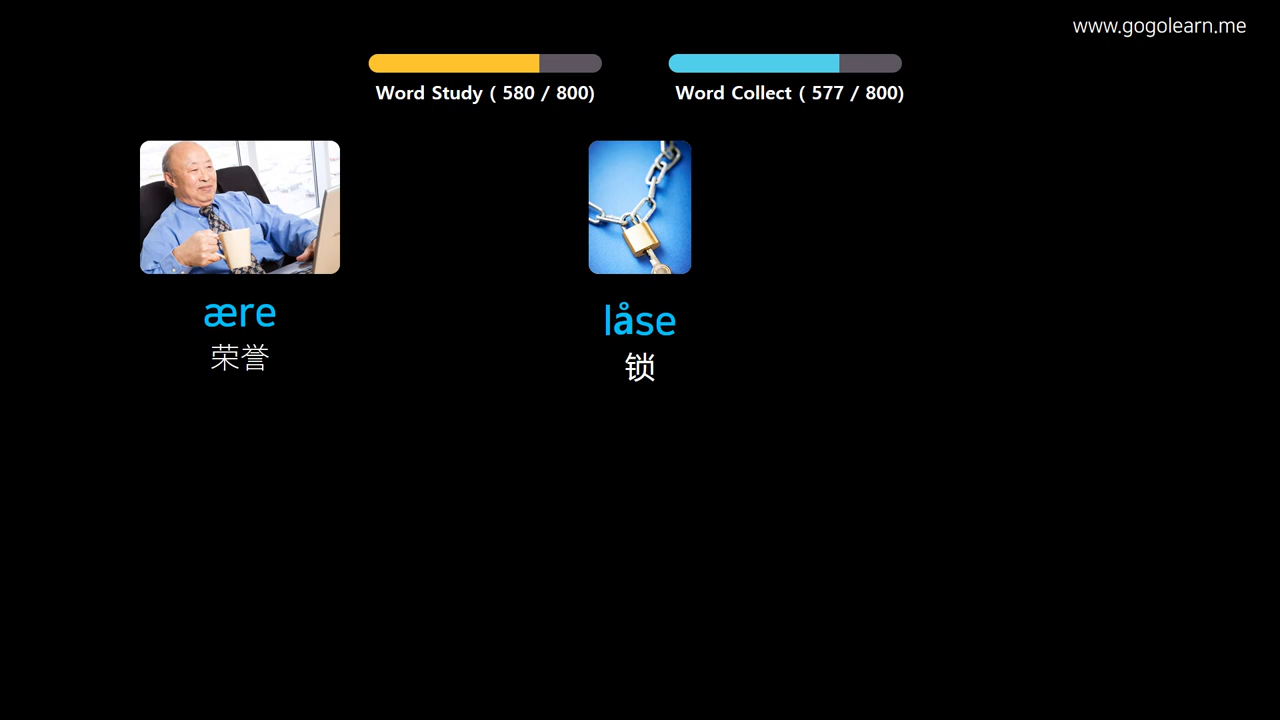 www.gogolearn.me
Word Study ( 580 / 800)
Word Collect ( 577 / 800)
ære
荣誉
låse
锁